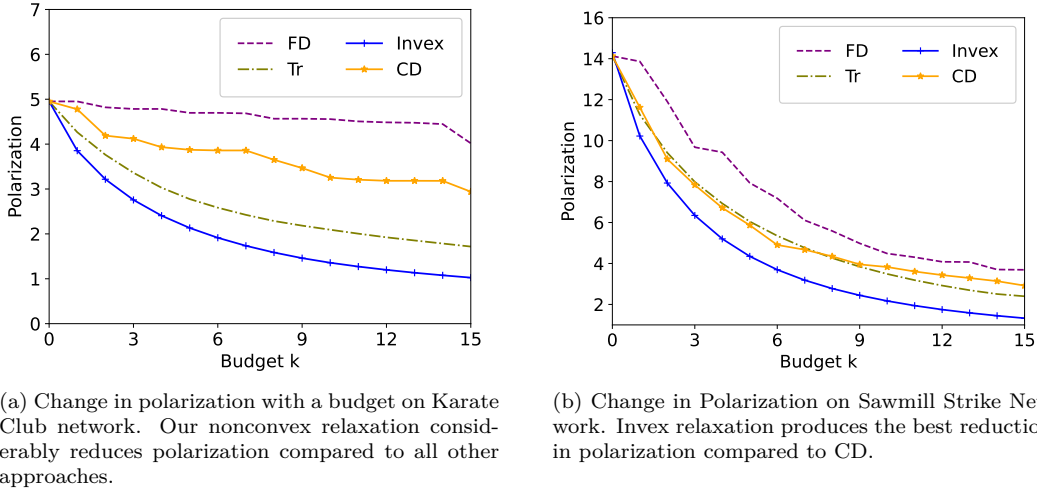 7
6
5
4
3
2
1
0
Polarization
FD
Tr
Invex
CD
0 3 6 9 12 15
Budget k
(a) Change in polarization with a budget on Karate
Club network. Our nonconvex relaxation consid-
erably reduces polarization compared to all other
approaches.
16
14
12
10
8
6
4
2
Polarization
FD
Tr
Invex
CD
0 3 6 9 12 15
Budget k
(b) Change in Polarization on Sawmill Strike Ne
work. Invex relaxation produces the best reductio
in polarization compared to CD.